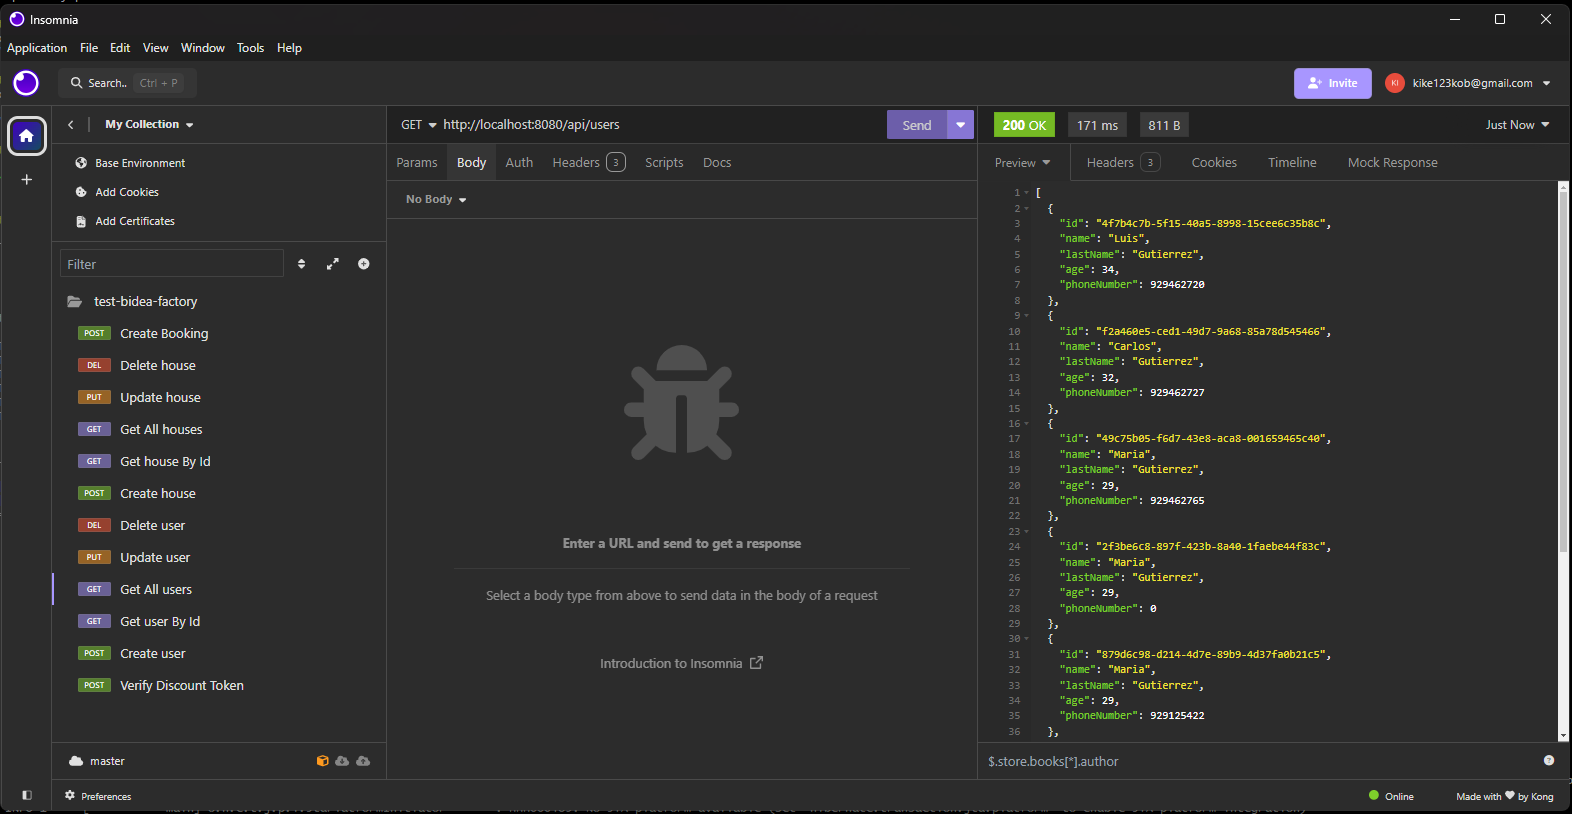 Insomnia
Application File Edit View Window Tools Help
Search.. Ctrl + P
Invite
KI kike123kob@gmail.com
My Collection
Base Environment
Add Cookies
Add Certificates
Filter
test-bidea-factory
POST Create Booking
DEL Delete house
PUT Update house
GET Get All houses
GET Get house By Id
POST Create house
DEL Delete user
PUT Update user
GET Get All users
GET Get user By Id
POST Create user
POST Verify Discount Token
master
Preferences
GET http://localhost:8080/api/users Send
Params Body Auth Headers 3 Scripts Docs
No Body
Enter a URL and send to get a response
Select a body type from above to send data in the body of a request
Introduction to Insomnia
200 OK 171 ms 811 B Just Now
Preview Headers 3 Cookies Timeline Mock Response
1 [
2 {
3 "id": "4f7b4c7b-5f15-40a5-8998-15cee6c35b8c",
4 "name": "Luis",
5 "lastName": "Gutierrez",
6 "age": 34,
7 "phoneNumber": 929462720
8 },
9 {
10 "id": "f2a460e5-ced1-49d7-9a68-85a78d545466",
11 "name": "Carlos",
12 "lastName": "Gutierrez",
13 "age": 32,
14 "phoneNumber": 929462727
15 },
16 {
17 "id": "49c75b05-f6d7-43e8-aca8-001659465c40",
18 "name": "Maria",
19 "lastName": "Gutierrez",
20 "age": 29,
21 "phoneNumber": 929462765
22 },
23 {
24 "id": "2f3be6c8-897f-423b-8a40-1faebe44f83c",
25 "name": "Maria",
26 "lastName": "Gutierrez",
27 "age": 29,
28 "phoneNumber": 0
29 },
30 {
31 "id": "879d6c98-d214-4d7e-89b9-4d37fa0b21c5",
32 "name": "Maria",
33 "lastName": "Gutierrez",
34 "age": 29,
35 "phoneNumber": 929125422
36 },
$.store.books[*].author
Online
Made with by Kong